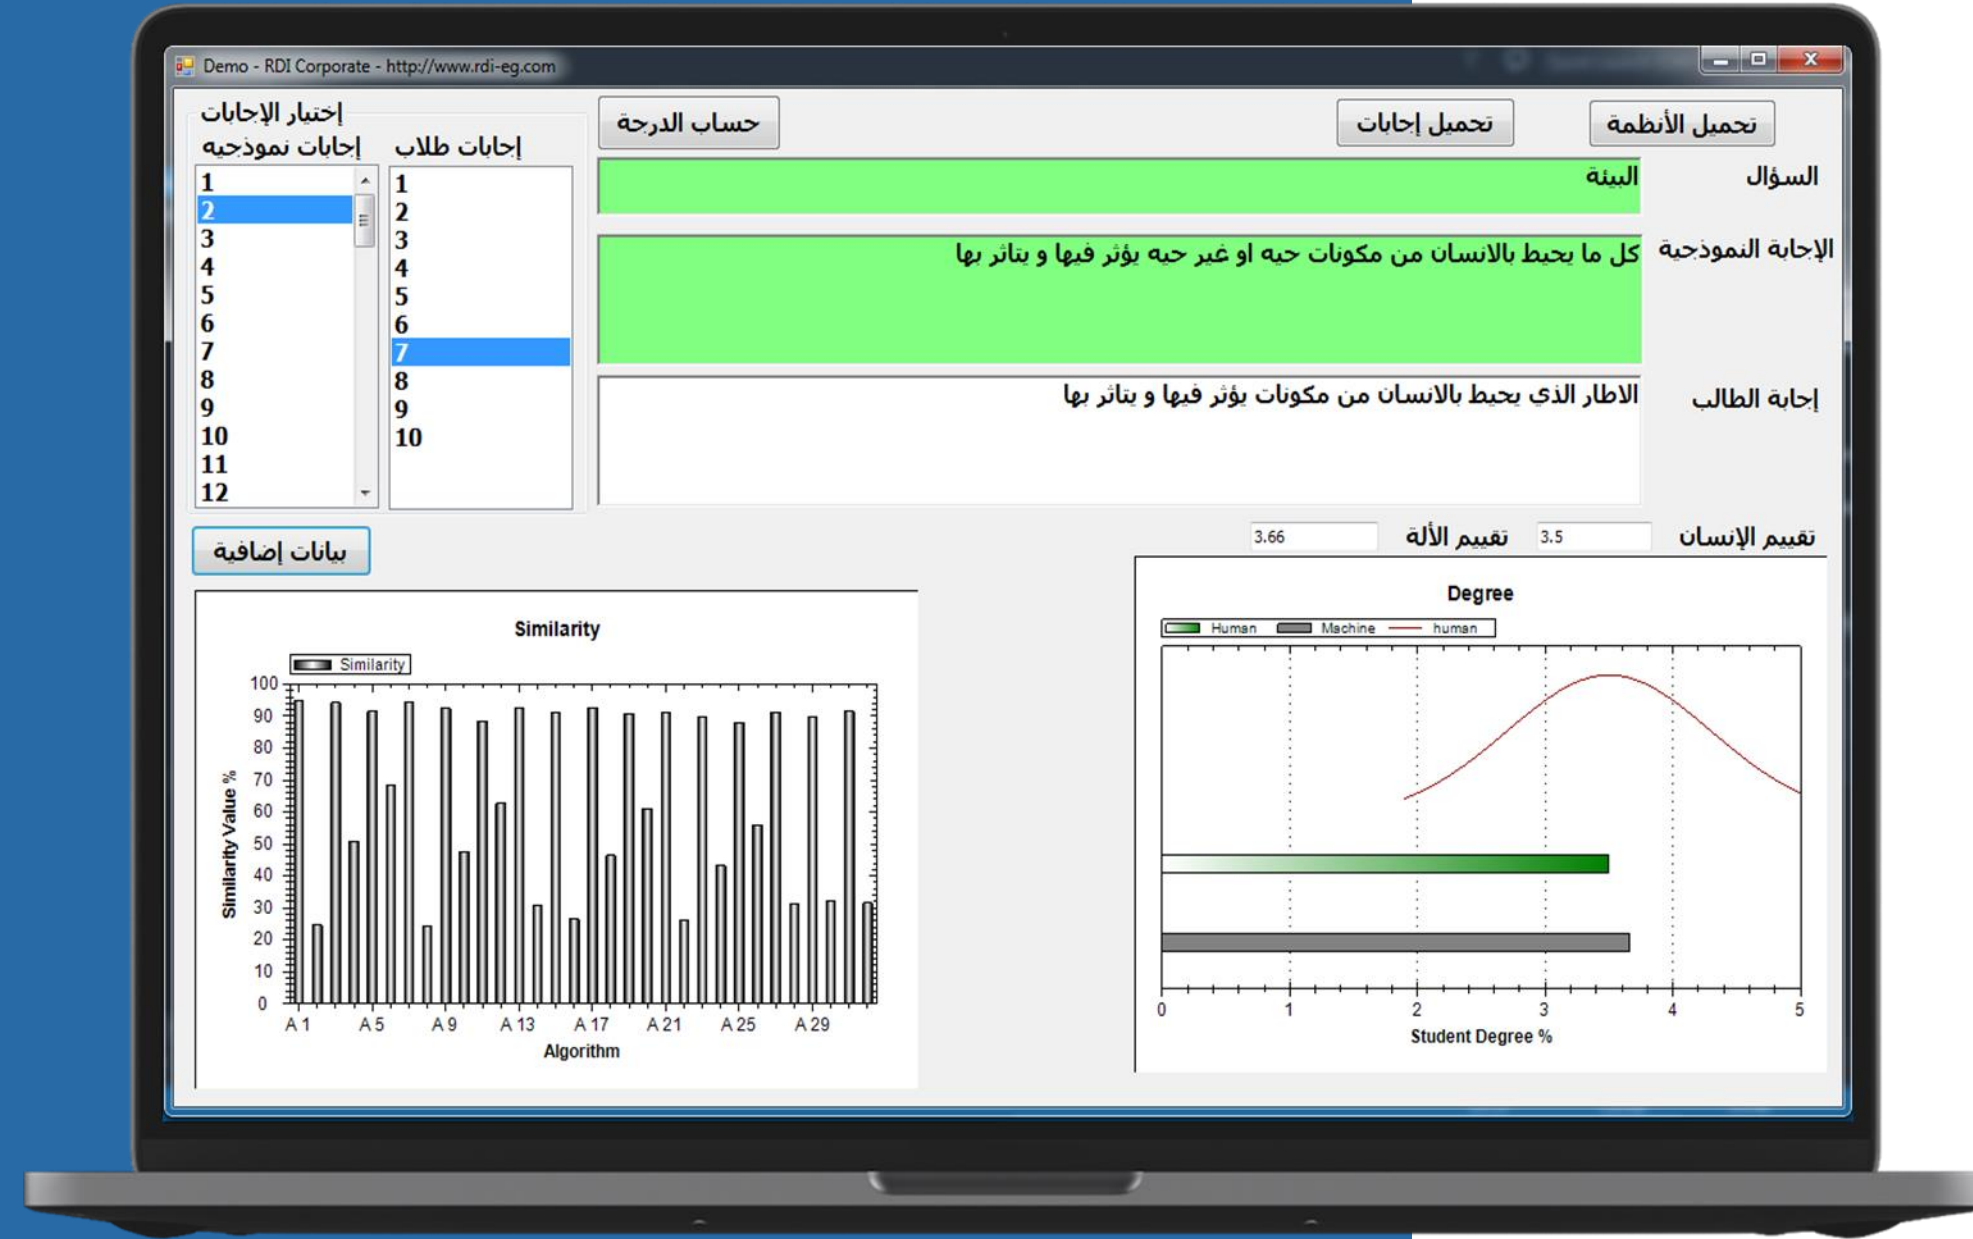 Demo - RDI Corporate - http://www.rdi-eg.com
تحميل الأنظمة
تحميل إجابات
حساب الدرجة
إختيار الإجابات
إجابات طلاب
إجابات نموذجيه
1
2
3
4
5
6
7
8
9
10
1
2
3
4
5
6
7
8
9
10
11
12
السؤال
البيئة
الإجابة النموذجية
كل ما يحيط بالانسان من مكونات حيه او غير حيه يؤثر فيها و يتاثر بها
إجابة الطالب
الاطار الذي يحيط بالانسان من مكونات يؤثر فيها و يتاثر بها
تقييم الإنسان
3.5
تقييم الألة
3.66
بيانات إضافية
Degree
Human Machine human
0 1 2 3 4 5
Student Degree %
Similarity
Similarity
100
90
80
70
60
50
40
30
20
10
0
Similarity Value %
A 1 A 5 A 9 A 13 A 17 A 21 A 25 A 29
Algorithm